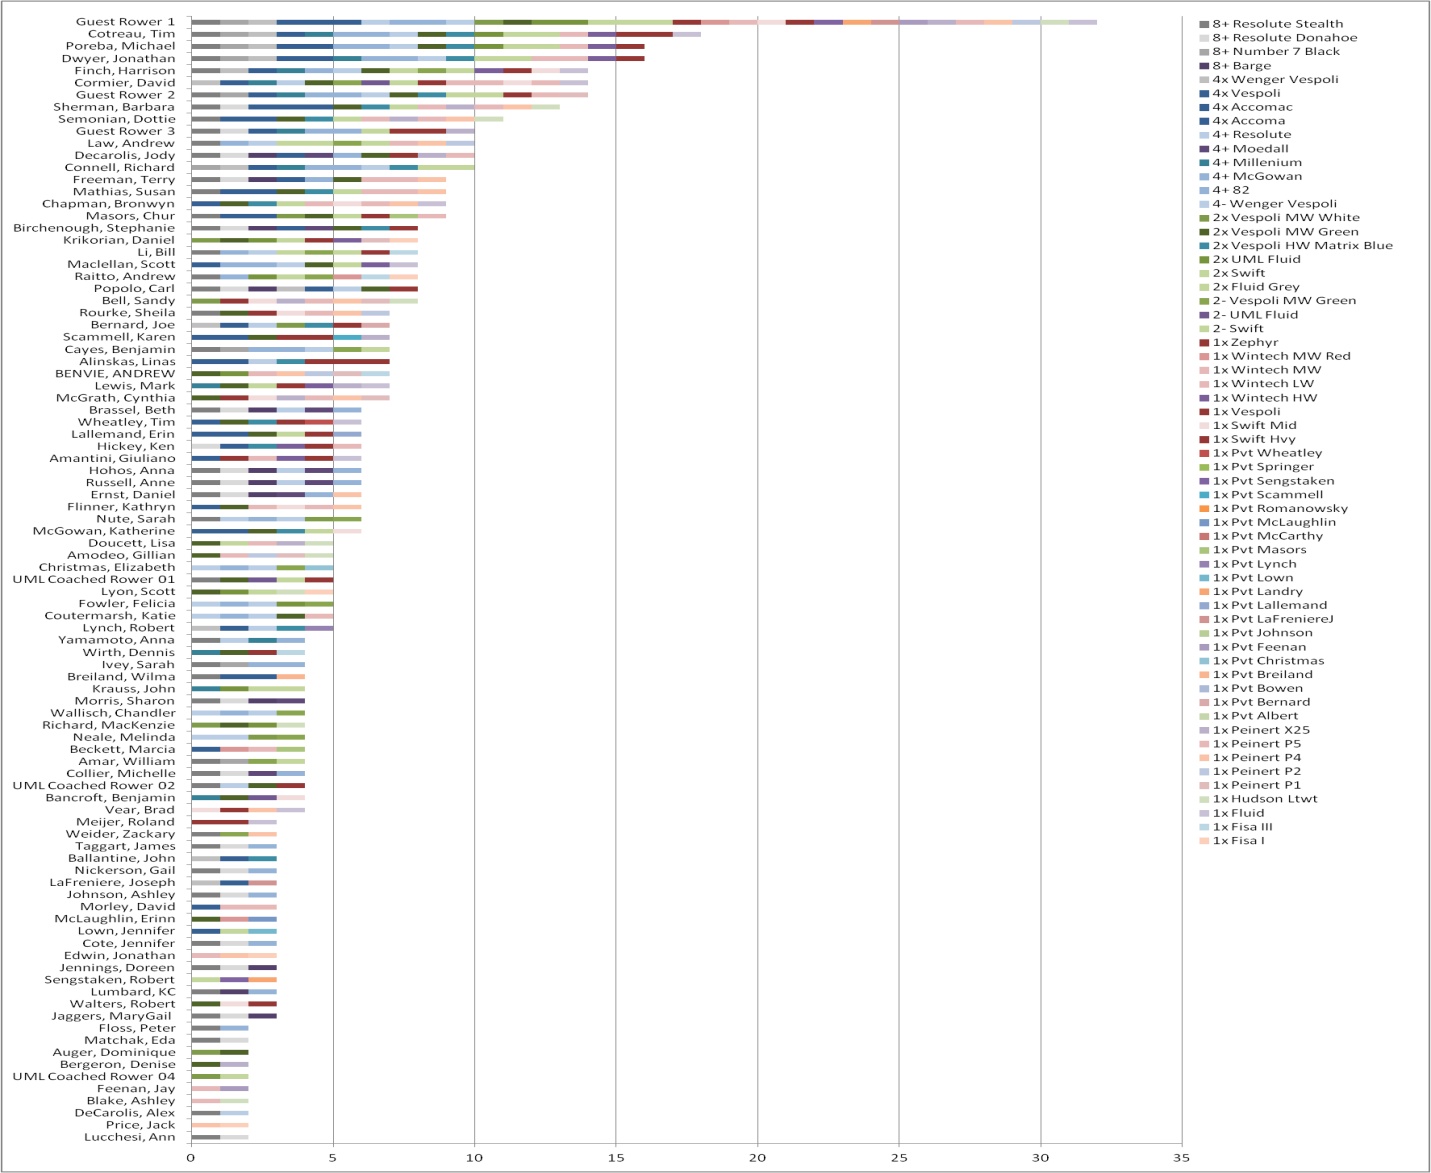 Guest Rower 1
Cotreau, Tim
Poreba, Michael
Dwyer, Jonathan
Finch, Harrison
Cormier, David
Guest Rower 2
Sherman, Barbara
Semonian, Dottie
Guest Rower 3
Law, Andrew
Decarolis, Jody
Connell, Richard
Freeman, Terry
Mathias, Susan
Chapman, Bronwyn
Masors, Chur
Birchenough, Stephanie
Krikorian, Daniel
Li, Bill
Maclellan, Scott
Raitto, Andrew
Popolo, Carl
Bell, Sandy
Rourke, Sheila
Bernard, Joe
Scammell, Karen
Cayes, Benjamin
Alinskas, Linas
BENVIE, ANDREW
Lewis, Mark
McGrath, Cynthia
Brassel, Beth
Wheatley, Tim
Lallemand, Erin
Hickey, Ken
Amantini, Giuliano
Hohos, Anna
Russell, Anne
Ernst, Daniel
Flinner, Kathryn
Nute, Sarah
McGowan, Katherine
Doucett, Lisa
Amodeo, Gillian
Christmas, Elizabeth
UML Coached Rower 01
Lyon, Scott
Fowler, Felicia
Coutermarsh, Katie
Lynch, Robert
Yamamoto, Anna
Wirth, Dennis
Ivey, Sarah
Breiland, Wilma
Krauss, John
Morris, Sharon
Wallisch, Chandler
Richard, MacKenzie
Neale, Melinda
Beckett, Marcia
Amar, William
Collier, Michelle
UML Coached Rower 02
Bancroft, Benjamin
Vear, Brad
Meijer, Roland
Weider, Zackary
Taggart, James
Ballantine, John
Nickerson, Gail
LaFreniere, Joseph
Johnson, Ashley
Morley, David
McLaughlin, Erinn
Lown, Jennifer
Cote, Jennifer
Edwin, Jonathan
Jennings, Doreen
Sengstaken, Robert
Lumbard, KC
Walters, Robert
Jaggers, MaryGail
Floss, Peter
Matchak, Eda
Auger, Dominique
Bergeron, Denise
UML Coached Rower 04
Feenan, Jay
Blake, Ashley
DeCarolis, Alex
Price, Jack
Lucchesi, Ann
0 5 10 15 20 25 30 35
8+ Resolute Stealth
8+ Resolute Donahoe
8+ Number 7 Black
8+ Barge
4x Wenger Vespoli
4x Vespoli
4x Accomac
4x Accoma
4+ Resolute
4+ Moedall
4+ Millenium
4+ McGowan
4+ 82
4- Wenger Vespoli
2x Vespoli MW White
2x Vespoli MW Green
2x Vespoli HW Matrix Blue
2x UML Fluid
2x Swift
2x Fluid Grey
2- Vespoli MW Green
2- UML Fluid
2- Swift
1x Zephyr
1x Wintech MW Red
1x Wintech MW
1x Wintech LW
1x Wintech HW
1x Vespoli
1x Swift Mid
1x Swift Hvy
1x Pvt Wheatley
1x Pvt Springer
1x Pvt Sengstaken
1x Pvt Scammell
1x Pvt Romanowsky
1x Pvt McLaughlin
1x Pvt McCarthy
1x Pvt Masors
1x Pvt Lynch
1x Pvt Lown
1x Pvt Landry
1x Pvt Lallemand
1x Pvt LaFreniereJ
1x Pvt Johnson
1x Pvt Feenan
1x Pvt Christmas
1x Pvt Breiland
1x Pvt Bowen
1x Pvt Bernard
1x Pvt Albert
1x Peinert X25
1x Peinert P5
1x Peinert P4
1x Peinert P2
1x Peinert P1
1x Hudson Ltwt
1x Fluid
1x Fisa III
1x Fisa I